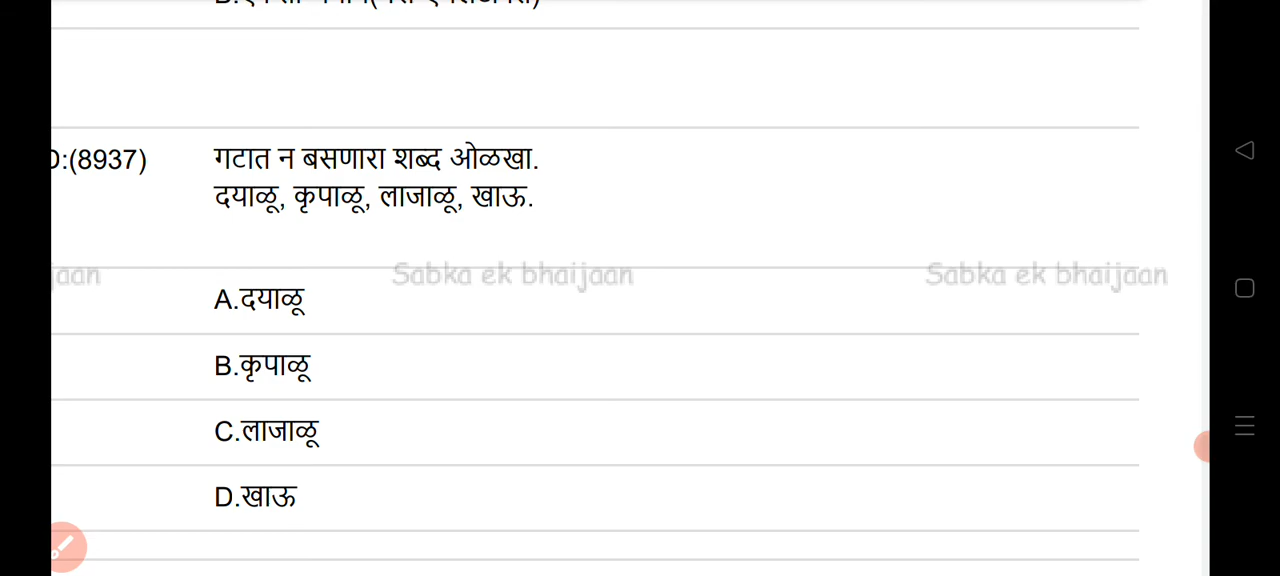 D:(8937) गटात न बसणारा शब्द ओळखा.
दयाळू, कृपाळू, लाजाळू, खाऊ.
jaan Sabka ek bhaijaan Sabka ek bhaijaan
A.दयाळू
B.कृपाळू
C.लाजाळू
D.खाऊ